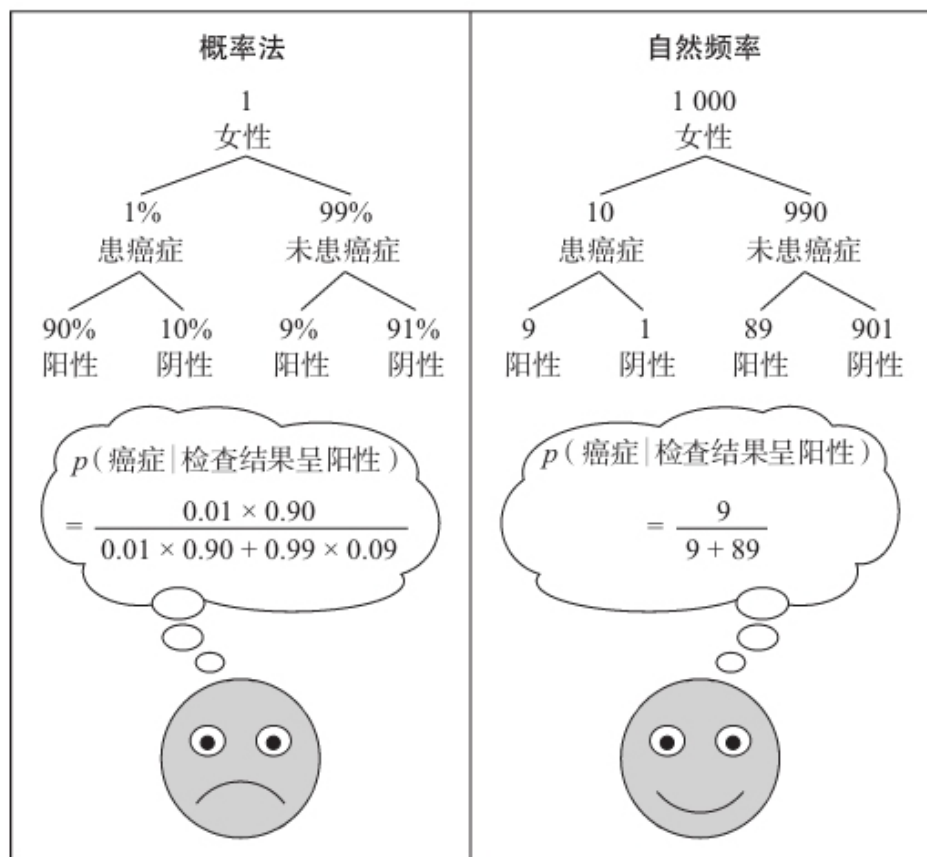 概率法
1
女性
1% 99%
患癌症 未患癌症
90% 10% 9% 91%
阳性 阴性 阳性 阴性
p（癌症|检查结果呈阳性）
= 0.01 × 0.90
0.01 × 0.90 + 0.99 × 0.09
自然频率
1 000
女性
10 990
患癌症 未患癌症
9 1 89 901
阳性 阴性 阳性 阴性
p（癌症|检查结果呈阳性）
= 9
9 + 89